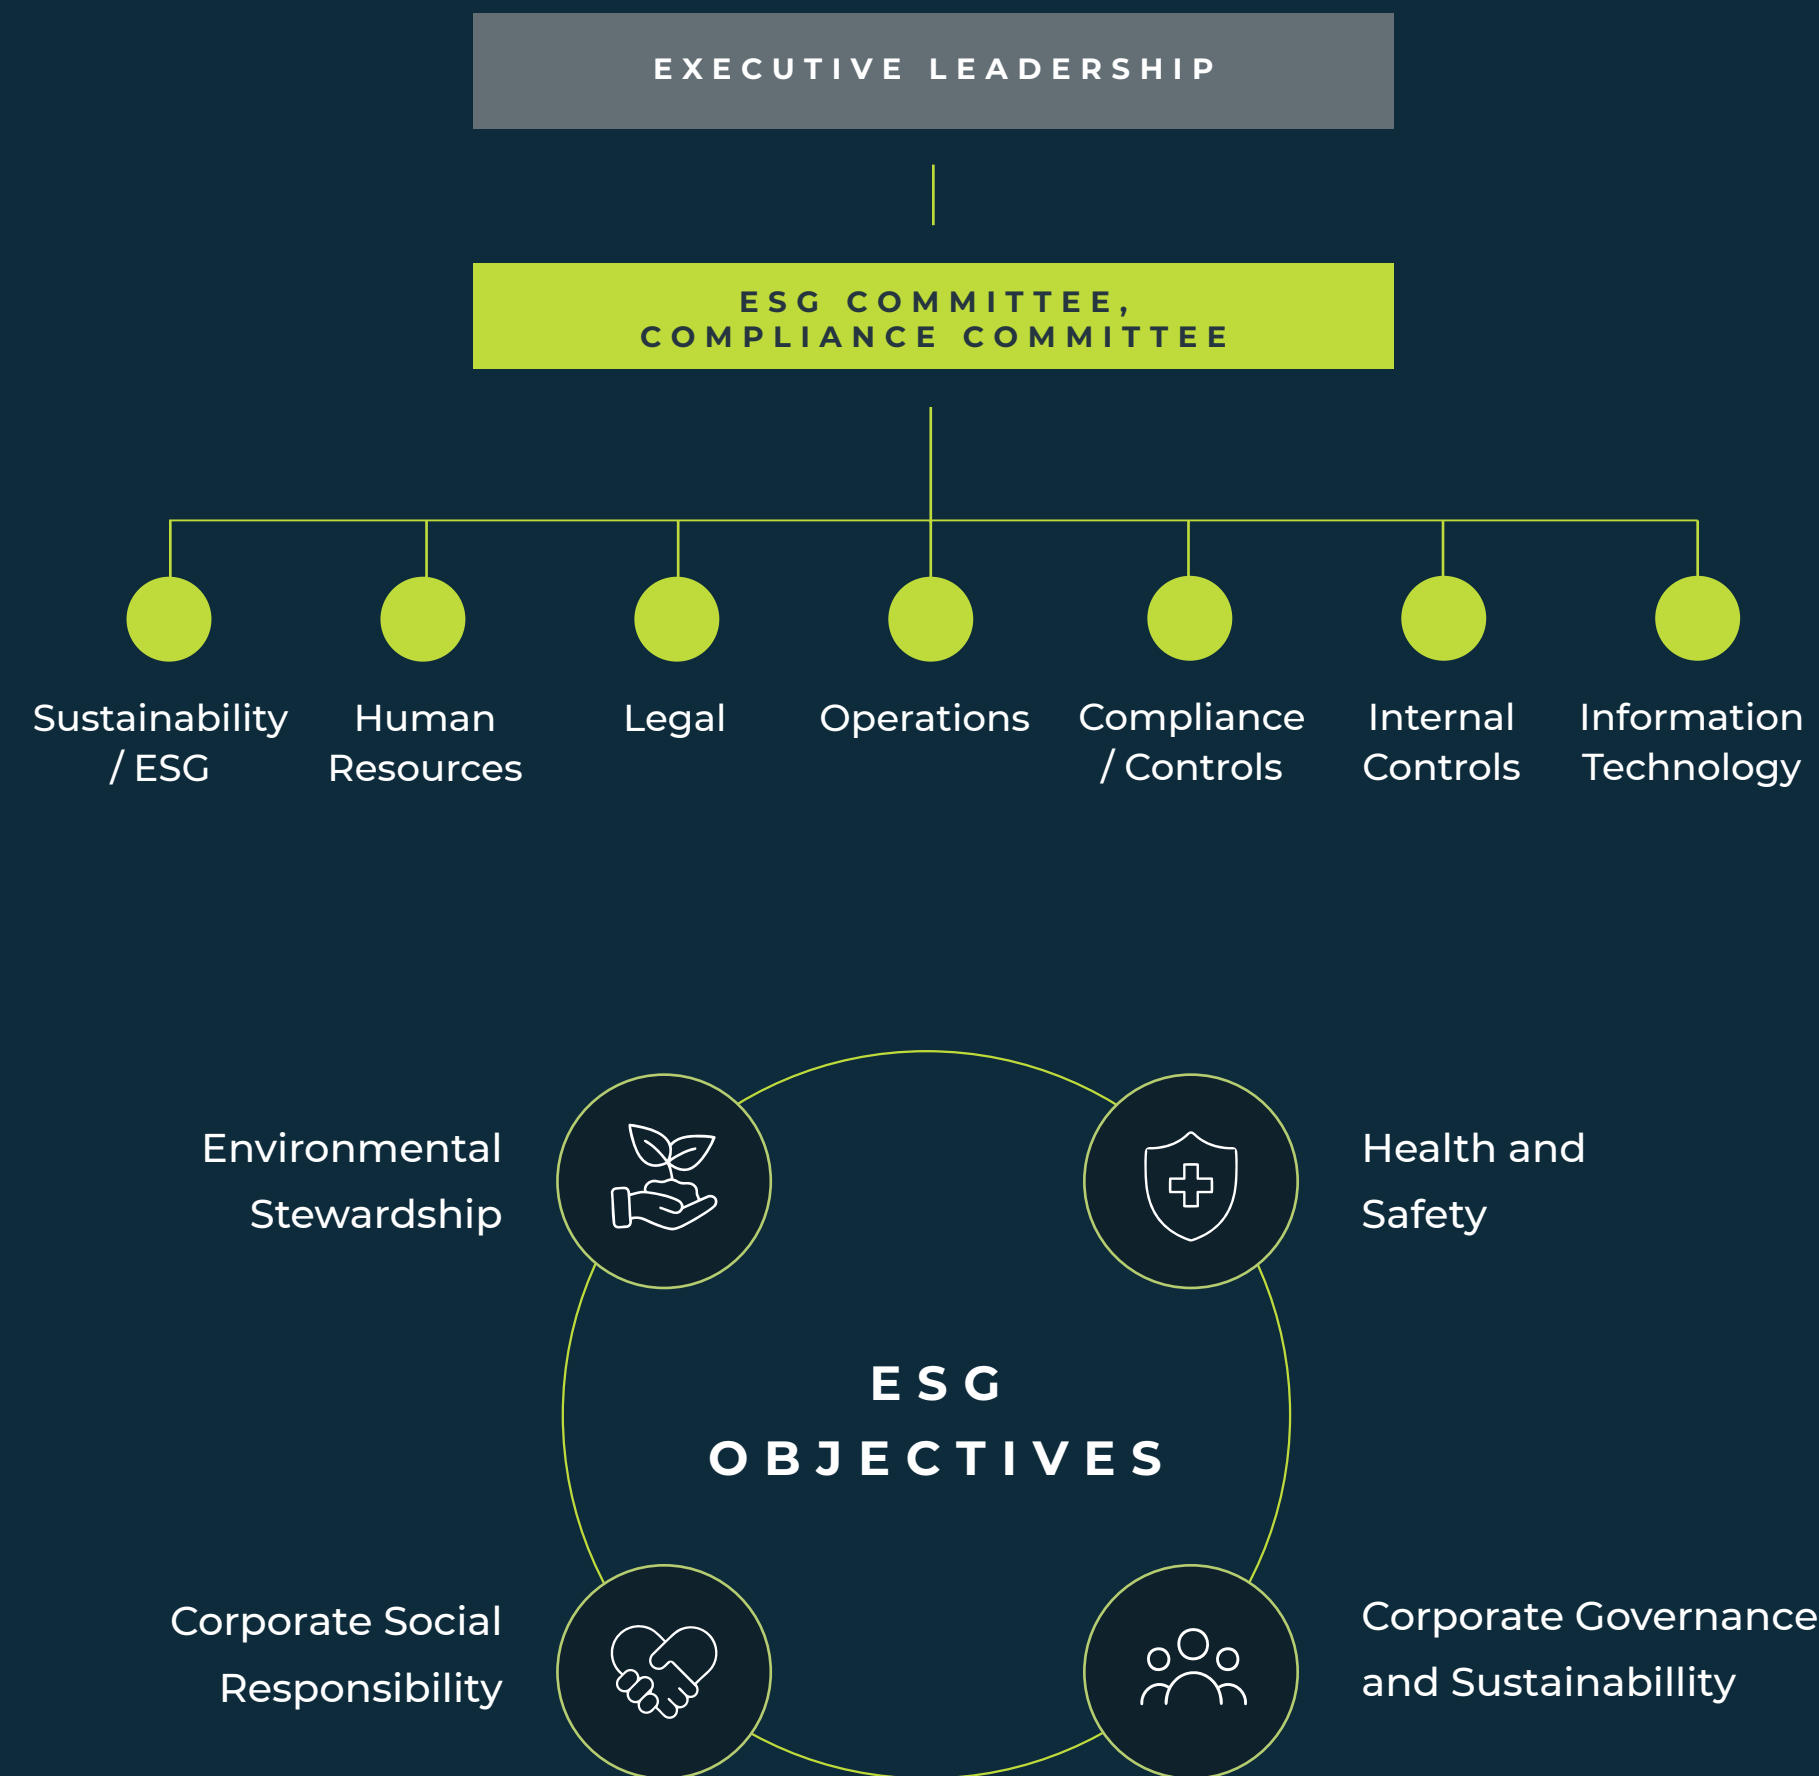 EXECUTIVE LEADERSHIP
ESG COMMITTEE,
COMPLIANCE COMMITTEE
Sustainability
/ ESG
Human
Resources
Legal
Operations
Compliance
/ Controls
Internal
Controls
Information
Technology
Environmental
Stewardship
Health and
Safety
ESG
OBJECTIVES
Corporate Social
Responsibility
Corporate Governance
and Sustainabillity